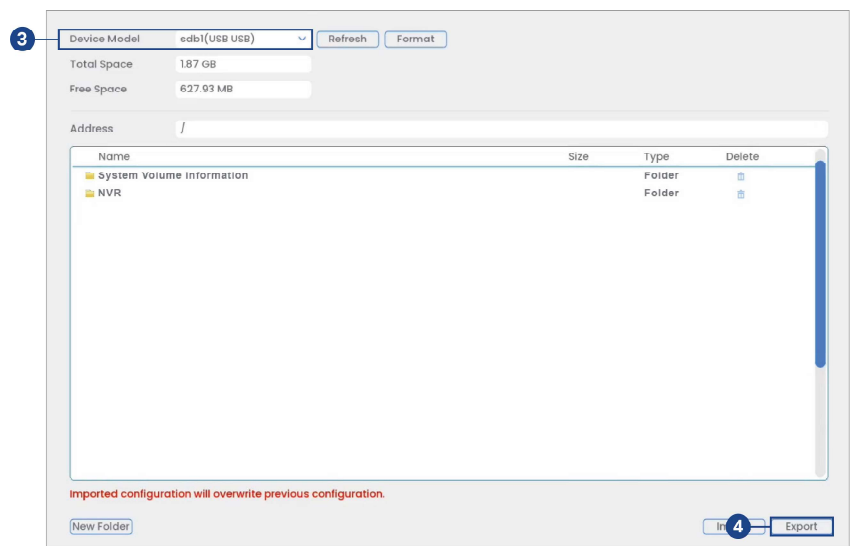 3 Device Model sdb1(USB USB) Refresh Format
Total Space 1.87 GB
Free Space 627.93 MB
Address /
Name Size Type Delete
System Volume Information Folder
NVR Folder
Imported configuration will overwrite previous configuration.
New Folder 4 Export